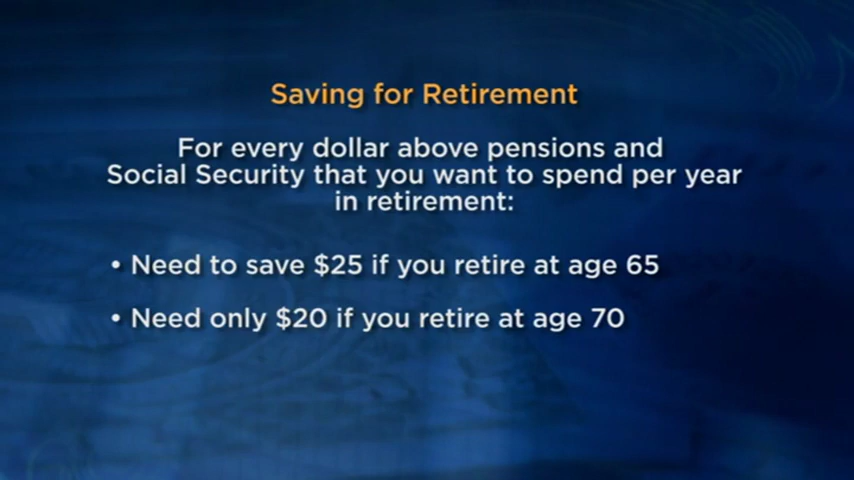 Saving for Retirement
For every dollar above pensions and
Social Security that you want to spend per year
in retirement:
• Need to save $25 if you retire at age 65
• Need only $20 if you retire at age 70